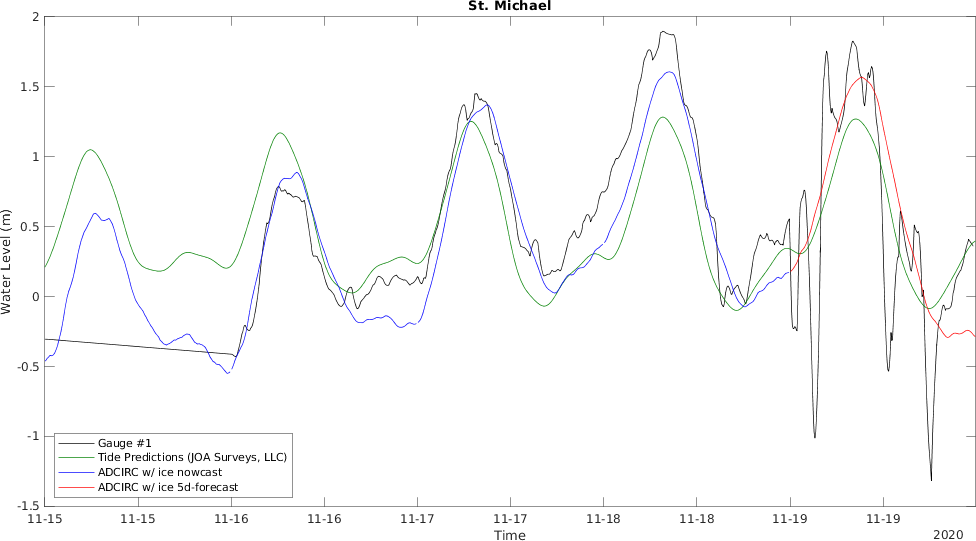 St. Michael
2
1.5
1
0.5
0
-0.5
-1
-1.5
Water Level (m)
Gauge #1
Tide Predictions (JOA Surveys, LLC)
ADCIRC w/ ice nowcast
ADCIRC w/ ice 5d-forecast
11-15 11-15 11-16 11-16 11-17 11-17 11-18 11-18 11-19 11-19
Time
2020